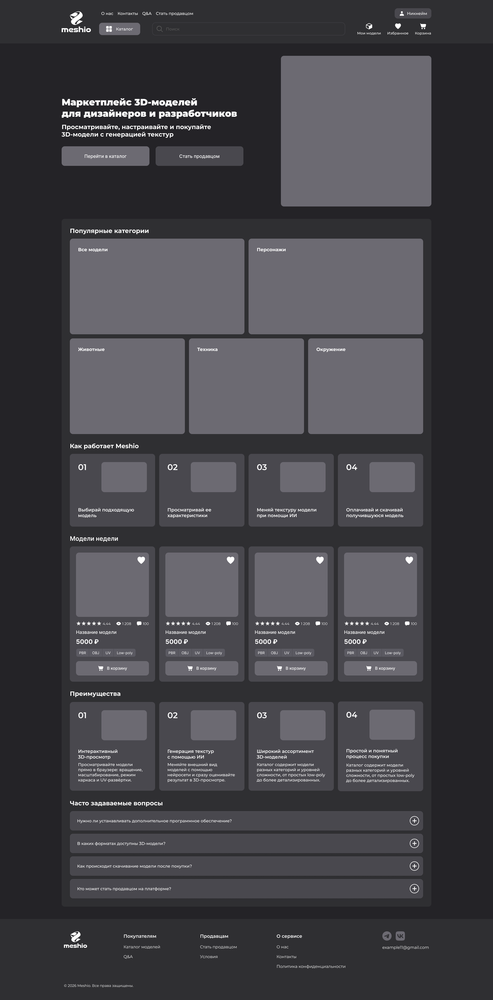 meshio
О нас Контакты Q&A Стать продавцом
Никнейм
Каталог
Поиск
Мои модели Избранное Корзина
Маркетплейс 3D-моделей
для дизайнеров и разработчиков
Просматривайте, настраивайте и покупайте
3D-модели с генерацией текстур
Перейти в каталог Стать продавцом
Популярные категории
Все модели Персонажи
Животные Техника Окружение
Как работает Meshio
01 02 03 04
Выбирай подходящую
модель
Просматривай ее
характеристики
Меняй текстуру модели
при помощи ИИ
Оплачивай и скачивай
получившуюся модель
Модели недели
4.44 1 208 100
Название модели
5000 ₽
PBR OBJ UV Low-poly
В корзину
4.44 1 208 100
Название модели
5000 ₽
PBR OBJ UV Low-poly
В корзину
4.44 1 208 100
Название модели
5000 ₽
PBR OBJ UV Low-poly
В корзину
4.44 1 208 100
Название модели
5000 ₽
PBR OBJ UV Low-poly
В корзину
Преимущества
01
Интерактивный
3D-просмотр
Просматривайте модели
прямо в браузере: вращение,
масштабирование, режим
каркаса и UV-развёртки.
02
Генерация текстур
с помощью ИИ
Меняйте внешний вид
моделей с помощью
нейросети и сразу оценивайте
результат в 3D-просмотре.
03
Широкий ассортимент
3D-моделей
Каталог содержит модели
разных категорий и уровней
сложности, от простых low-poly
до более детализированных.
04
Простой и понятный
процесс покупки
Каталог содержит модели
разных категорий и уровней
сложности, от простых low-poly
до более детализированных.
Часто задаваемые вопросы
Нужно ли устанавливать дополнительное программное обеспечение?
В каких форматах доступны 3D-модели?
Как происходит скачивание модели после покупки?
Кто может стать продавцом на платформе?
meshio
Покупателям
Каталог моделей
Q&A
Продавцам
Стать продавцом
Условия
О сервисе
О нас
Контакты
Политика конфиденциальности
example11@gmail.com
© 2026 Meshio. Все права защищены.